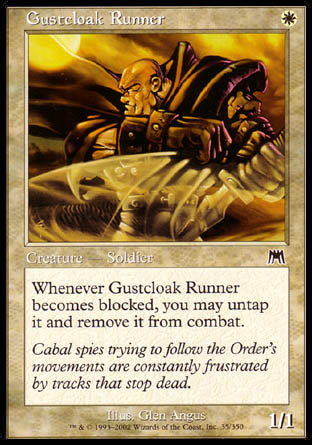 Gustcloak Runner
Creature — Soldier
Whenever Gustcloak Runner
becomes blocked, you may untap
it and remove it from combat.
Cabal spies trying to follow the Order's
movements are constantly frustrated
by tracks that stop dead.
Illus. Glen Angus
™ & © 1993–2002 Wizards of the Coast, Inc. 35/350
1/1